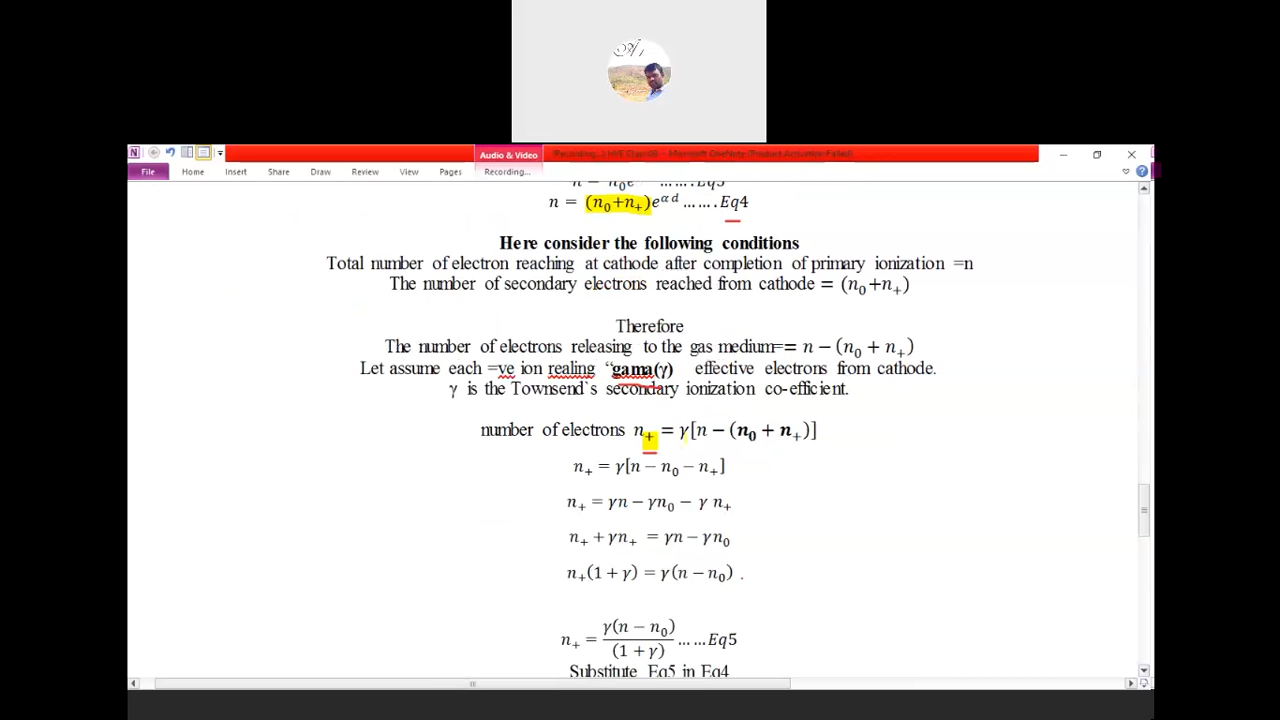 Audio & Video
File Home Insert Share Draw Review View Pages Recording...
n = (n₀+n₊)e^{αd} ……. Eq4
Here consider the following conditions
Total number of electron reaching at cathode after completion of primary ionization =n
The number of secondary electrons reached from cathode = (n₀+n₊)
Therefore
The number of electrons releasing to the gas medium== n − (n₀ + n₊)
Let assume each =ve ion realing “gama(γ) effective electrons from cathode.
γ is the Townsend`s secondary ionization co-efficient.
number of electrons n₊ = γ[n − (n₀ + n₊)]
n₊ = γ[n − n₀ − n₊]
n₊ = γn − γn₀ − γ n₊
n₊ + γn₊ = γn − γn₀
n₊(1 + γ) = γ(n − n₀) .
n₊ = γ(n − n₀)/(1 + γ) ……Eq5
Substitute Eq5 in Eq4